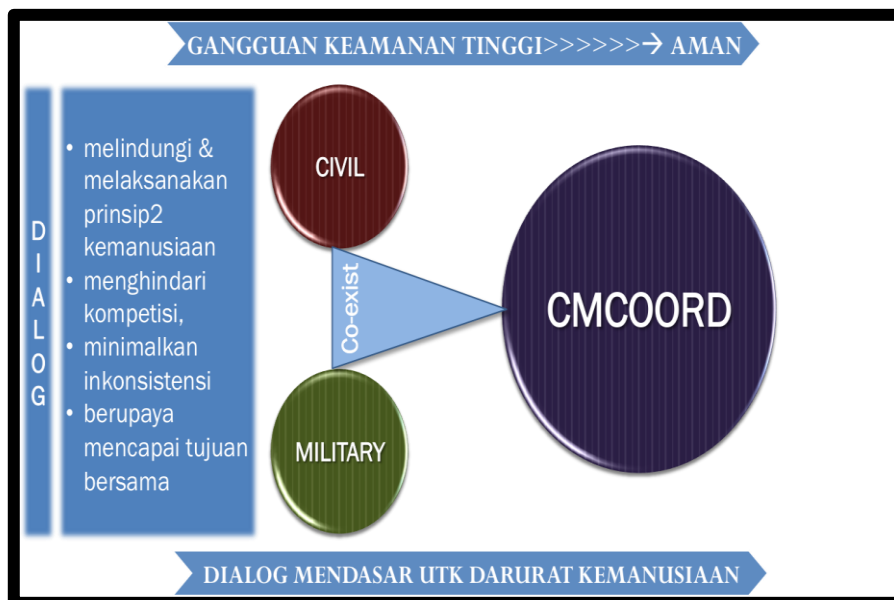 GANGGUAN KEAMANAN TINGGI>>>>>>→ AMAN
DIALOG
• melindungi &
melaksanakan
prinsip2
kemanusiaan
• menghindari
kompetisi,
• minimalkan
inkonsistensi
• berupaya
mencapai tujuan
bersama
CIVIL
Co-exist
MILITARY
CMCOORD
DIALOG MENDASAR UTK DARURAT KEMANUSIAAN